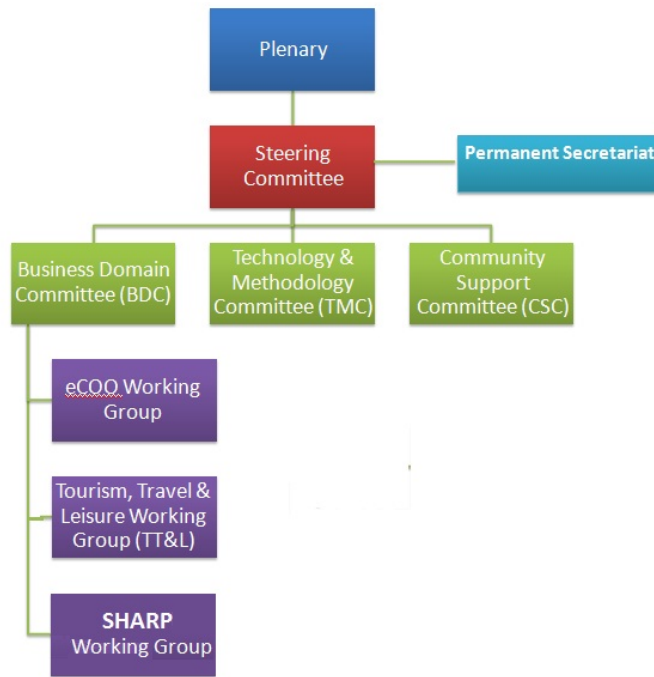 Plenary
Steering
Committee
Permanent Secretariat
Business Domain
Committee (BDC)
Technology &
Methodology
Committee (TMC)
Community
Support
Committee (CSC)
eCOO Working
Group
Tourism, Travel &
Leisure Working
Group (TT&L)
SHARP
Working Group